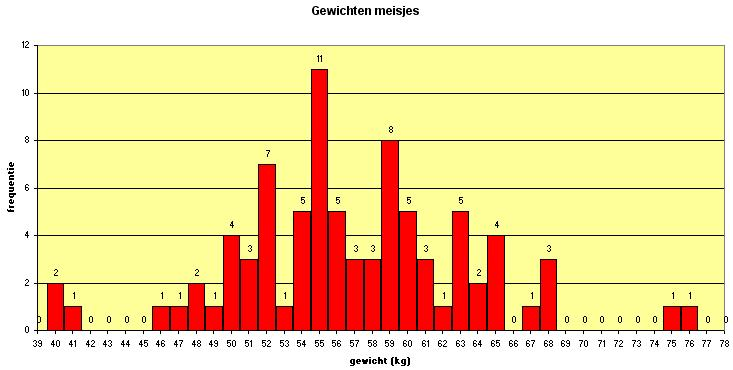 Gewichten meisjes
12
10
8
6
4
2
0
frequentie
0 2 1 0 0 0 0 1 1 2 1 4 3 7 1 5 11 5 3 3 8 5 3 1 5 2 4 0 1 3 0 0 0 0 0 0 1 1 0 0
39 40 41 42 43 44 45 46 47 48 49 50 51 52 53 54 55 56 57 58 59 60 61 62 63 64 65 66 67 68 69 70 71 72 73 74 75 76 77 78
gewicht (kg)